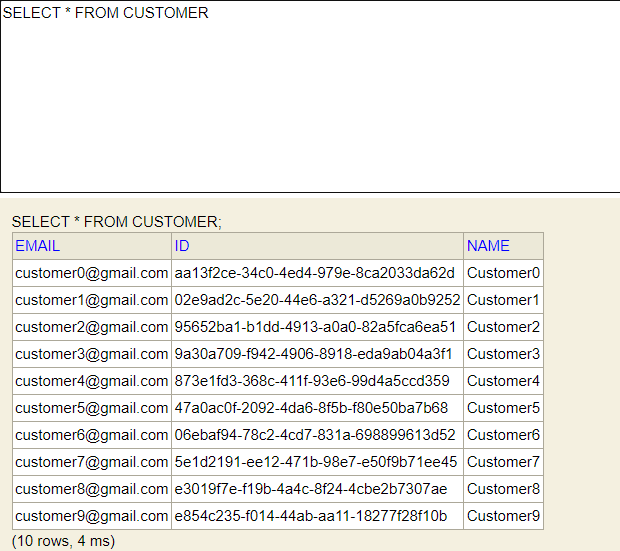 SELECT * FROM CUSTOMER
SELECT * FROM CUSTOMER;
EMAIL ID NAME
customer0@gmail.com aa13f2ce-34c0-4ed4-979e-8ca2033da62d Customer0
customer1@gmail.com 02e9ad2c-5e20-44e6-a321-d5269a0b9252 Customer1
customer2@gmail.com 95652ba1-b1dd-4913-a0a0-82a5fca6ea51 Customer2
customer3@gmail.com 9a30a709-f942-4906-8918-eda9ab04a3f1 Customer3
customer4@gmail.com 873e1fd3-368c-411f-93e6-99d4a5ccd359 Customer4
customer5@gmail.com 47a0ac0f-2092-4da6-8f5b-f80e50ba7b68 Customer5
customer6@gmail.com 06ebaf94-78c2-4cd7-831a-698899613d52 Customer6
customer7@gmail.com 5e1d2191-ee12-471b-98e7-e50f9b71ee45 Customer7
customer8@gmail.com e3019f7e-f19b-4a4c-8f24-4cbe2b7307ae Customer8
customer9@gmail.com e854c235-f014-44ab-aa11-18277f28f10b Customer9
(10 rows, 4 ms)